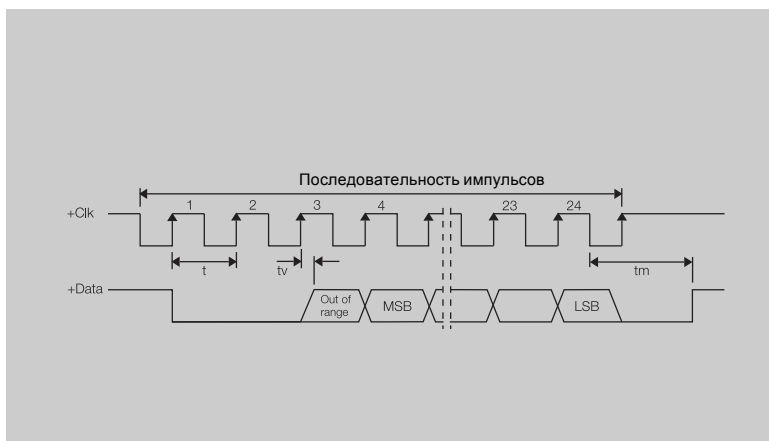 Последовательность импульсов
+Clk 1 2 3 4 23 24
t tv tm
+Data Out of
range MSB LSB